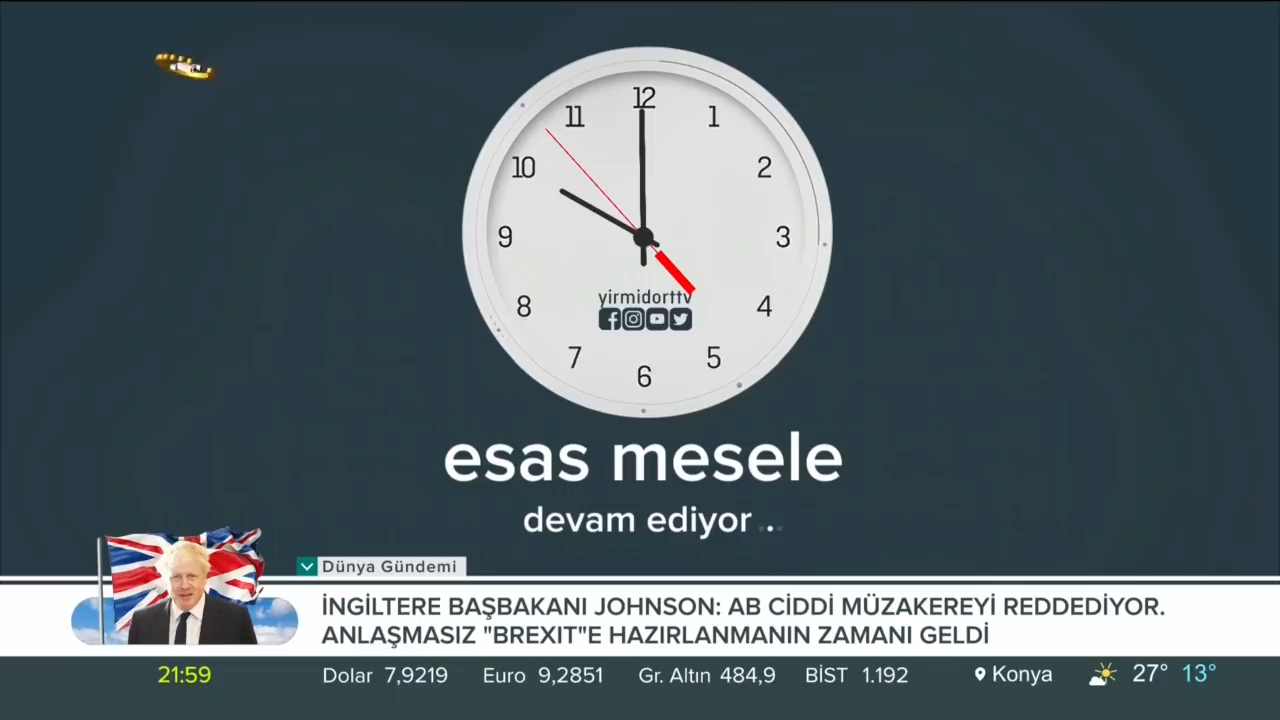 12
11
1
10
2
9
3
8
4
7
5
6
yirmidorttv
esas mesele
devam ediyor ..
Dünya Gündemi
İNGİLTERE BAŞBAKANI JOHNSON: AB CİDDİ MÜZAKEREYİ REDDEDİYOR.
ANLAŞMASIZ "BREXIT"E HAZIRLANMANIN ZAMANI GELDİ
21:59 Dolar 7,9219 Euro 9,2851 Gr. Altın 484,9 BİST 1.192 Konya 27° 13°